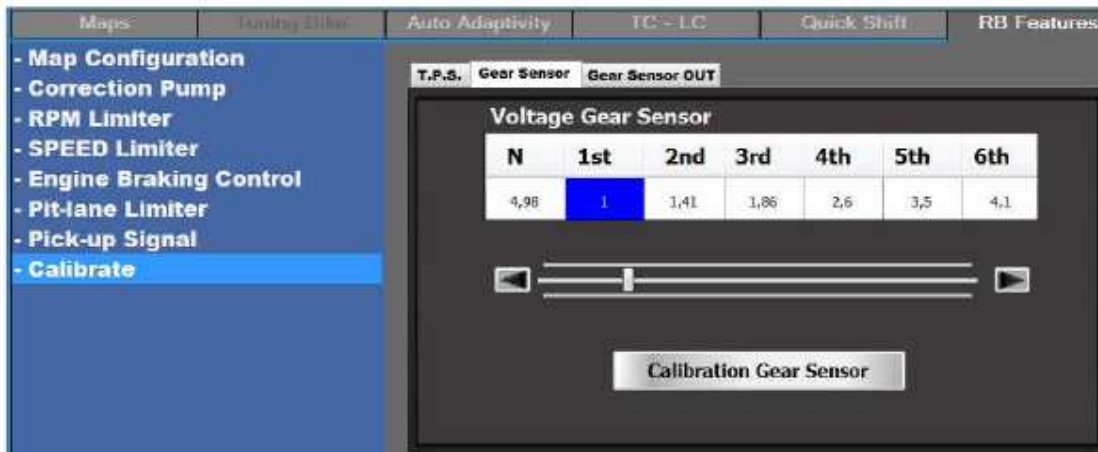 Maps Tuning Bike Auto Adaptivity TC - LC Quick Shift RB Features
- Map Configuration
- Correction Pump
- RPM Limiter
- SPEED Limiter
- Engine Braking Control
- Pit-lane Limiter
- Pick-up Signal
- Calibrate
T.P.S. Gear Sensor Gear Sensor OUT
Voltage Gear Sensor
N 1st 2nd 3rd 4th 5th 6th
4,98 1 1,41 1,86 2,6 3,5 4,1
Calibration Gear Sensor